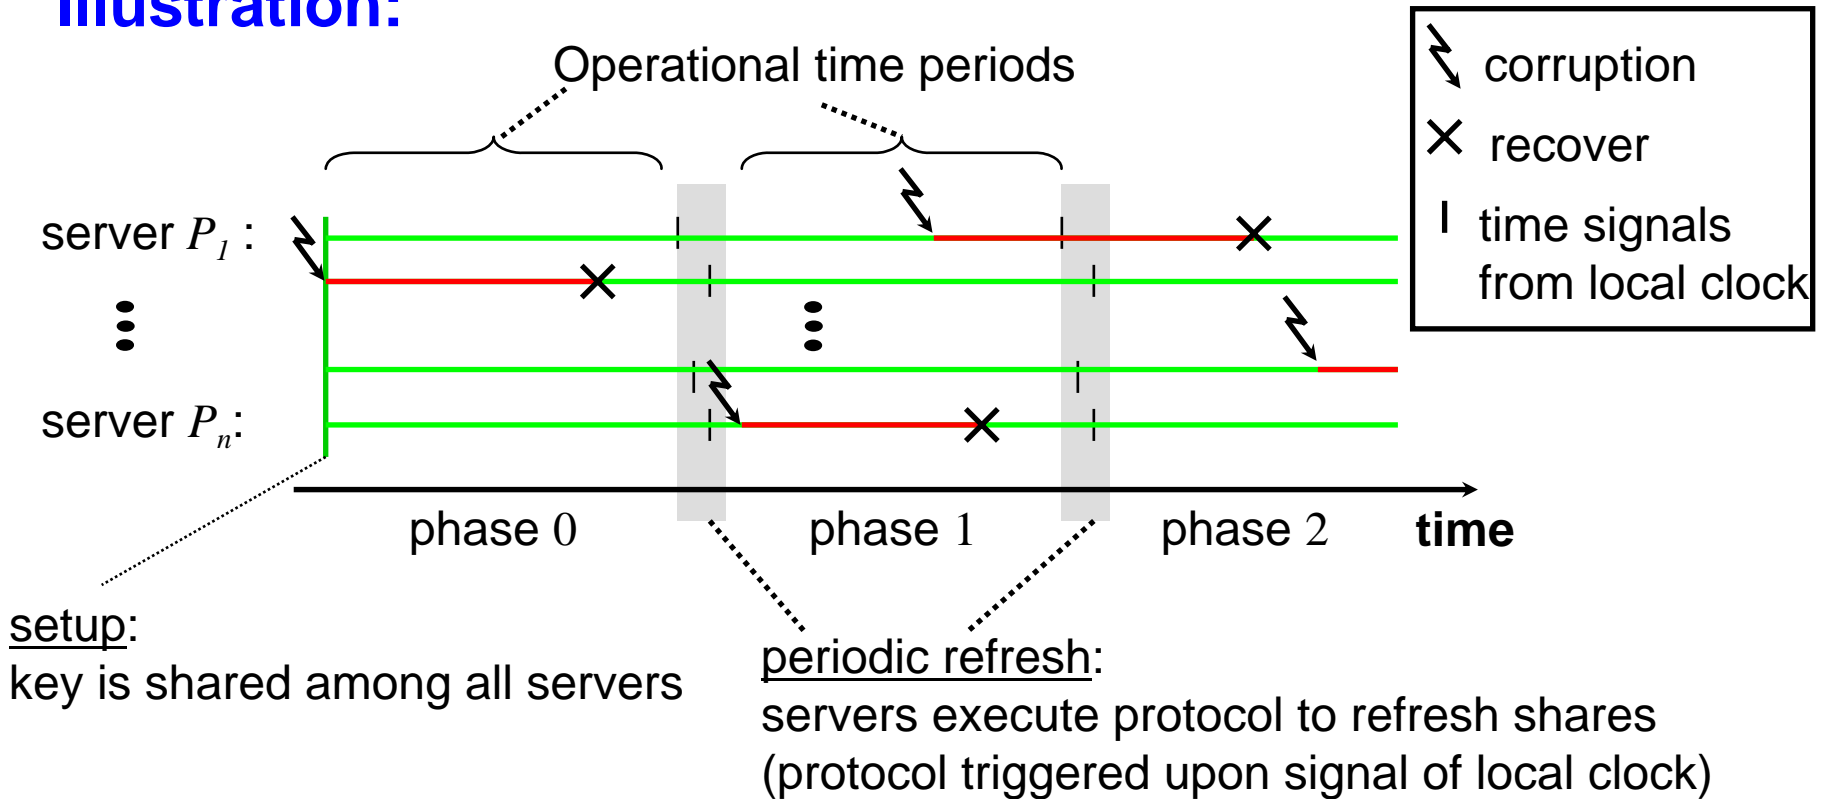 Illustration:
Operational time periods
corruption
recover
time signals
from local clock
server P1 :
server Pn:
phase 0
phase 1
phase 2
time
setup:
key is shared among all servers
periodic refresh:
servers execute protocol to refresh shares
(protocol triggered upon signal of local clock)